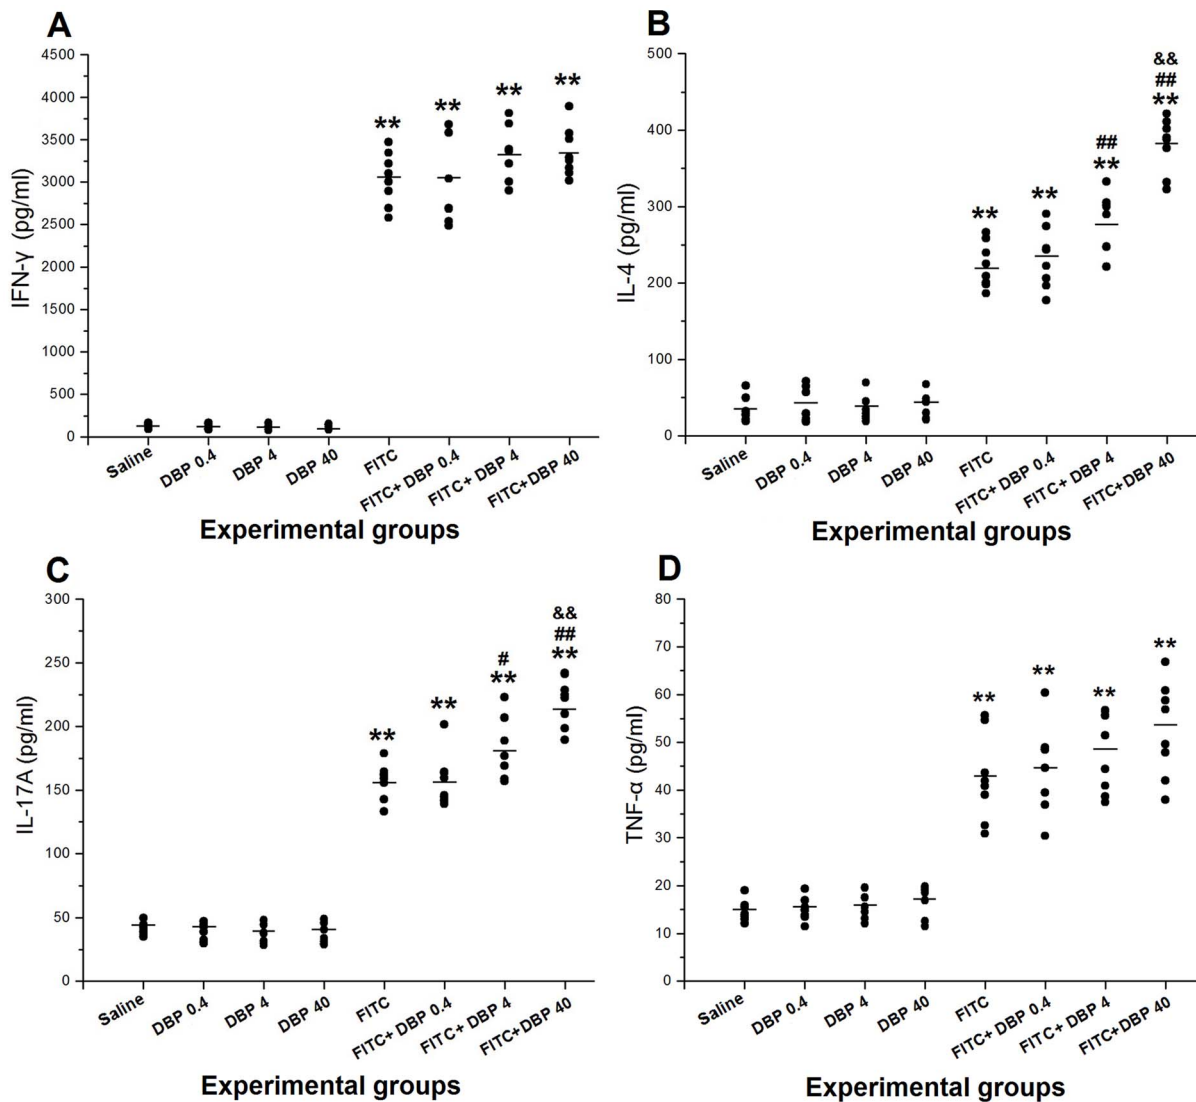 A
IFN-γ (pg/ml)
4500
4000
3500
3000
2500
2000
1500
1000
500
0
**
**
**
**
Saline
DBP 0.4
DBP 4
DBP 40
FITC
FITC+ DBP 0.4
FITC+ DBP 4
FITC+DBP 40
Experimental groups
B
IL-4 (pg/ml)
500
400
300
200
100
0
**
**
##
**
&&
##
**
Saline
DBP 0.4
DBP 4
DBP 40
FITC
FITC+ DBP 0.4
FITC+ DBP 4
FITC+DBP 40
Experimental groups
C
IL-17A (pg/ml)
300
250
200
150
100
50
0
**
**
#
**
&&
##
**
Saline
DBP 0.4
DBP 4
DBP 40
FITC
FITC+ DBP 0.4
FITC+ DBP 4
FITC+DBP 40
Experimental groups
D
TNF-α (pg/ml)
80
70
60
50
40
30
20
10
0
**
**
**
**
Saline
DBP 0.4
DBP 4
DBP 40
FITC
FITC+ DBP 0.4
FITC+ DBP 4
FITC+DBP 40
Experimental groups